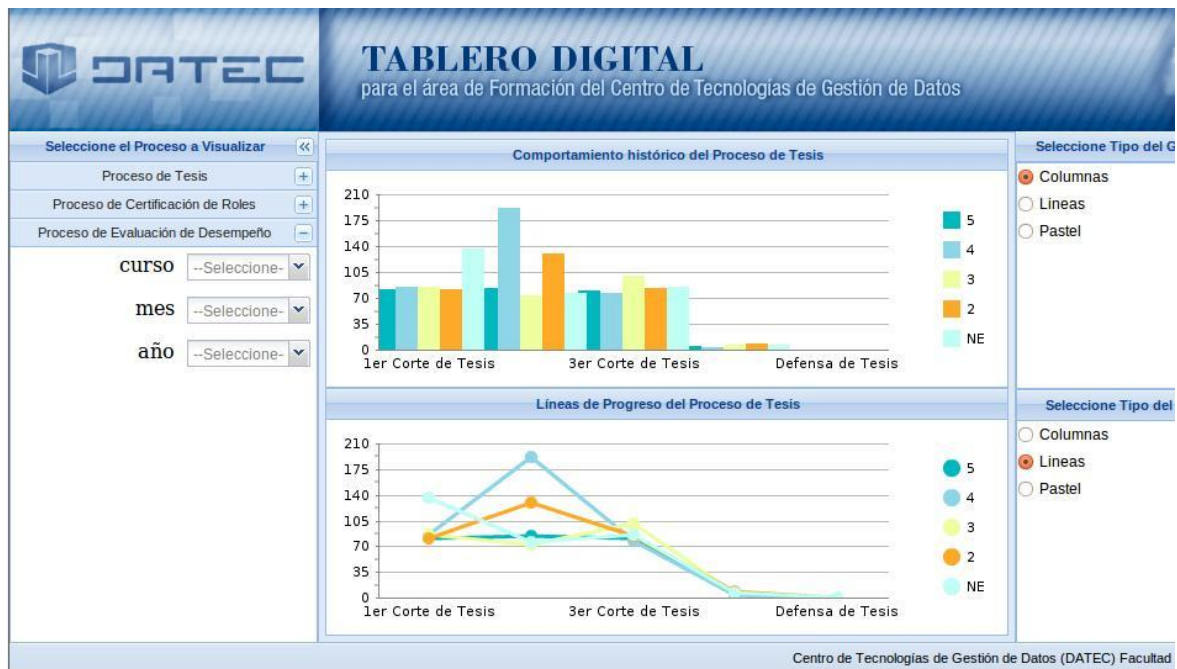 DATEC
TABLERO DIGITAL
para el área de Formación del Centro de Tecnologías de Gestión de Datos
Seleccione el Proceso a Visualizar
Proceso de Tesis
Proceso de Certificación de Roles
Proceso de Evaluación de Desempeño
curso --Seleccione-
mes --Seleccione-
año --Seleccione-
Comportamiento histórico del Proceso de Tesis
210
175
140
105
70
35
0
1er Corte de Tesis 3er Corte de Tesis Defensa de Tesis
5
4
3
2
NE
Seleccione Tipo del G
Columnas
Lineas
Pastel
Líneas de Progreso del Proceso de Tesis
210
175
140
105
70
35
0
1er Corte de Tesis 3er Corte de Tesis Defensa de Tesis
5
4
3
2
NE
Seleccione Tipo del
Columnas
Lineas
Pastel
Centro de Tecnologías de Gestión de Datos (DATEC) Facultad